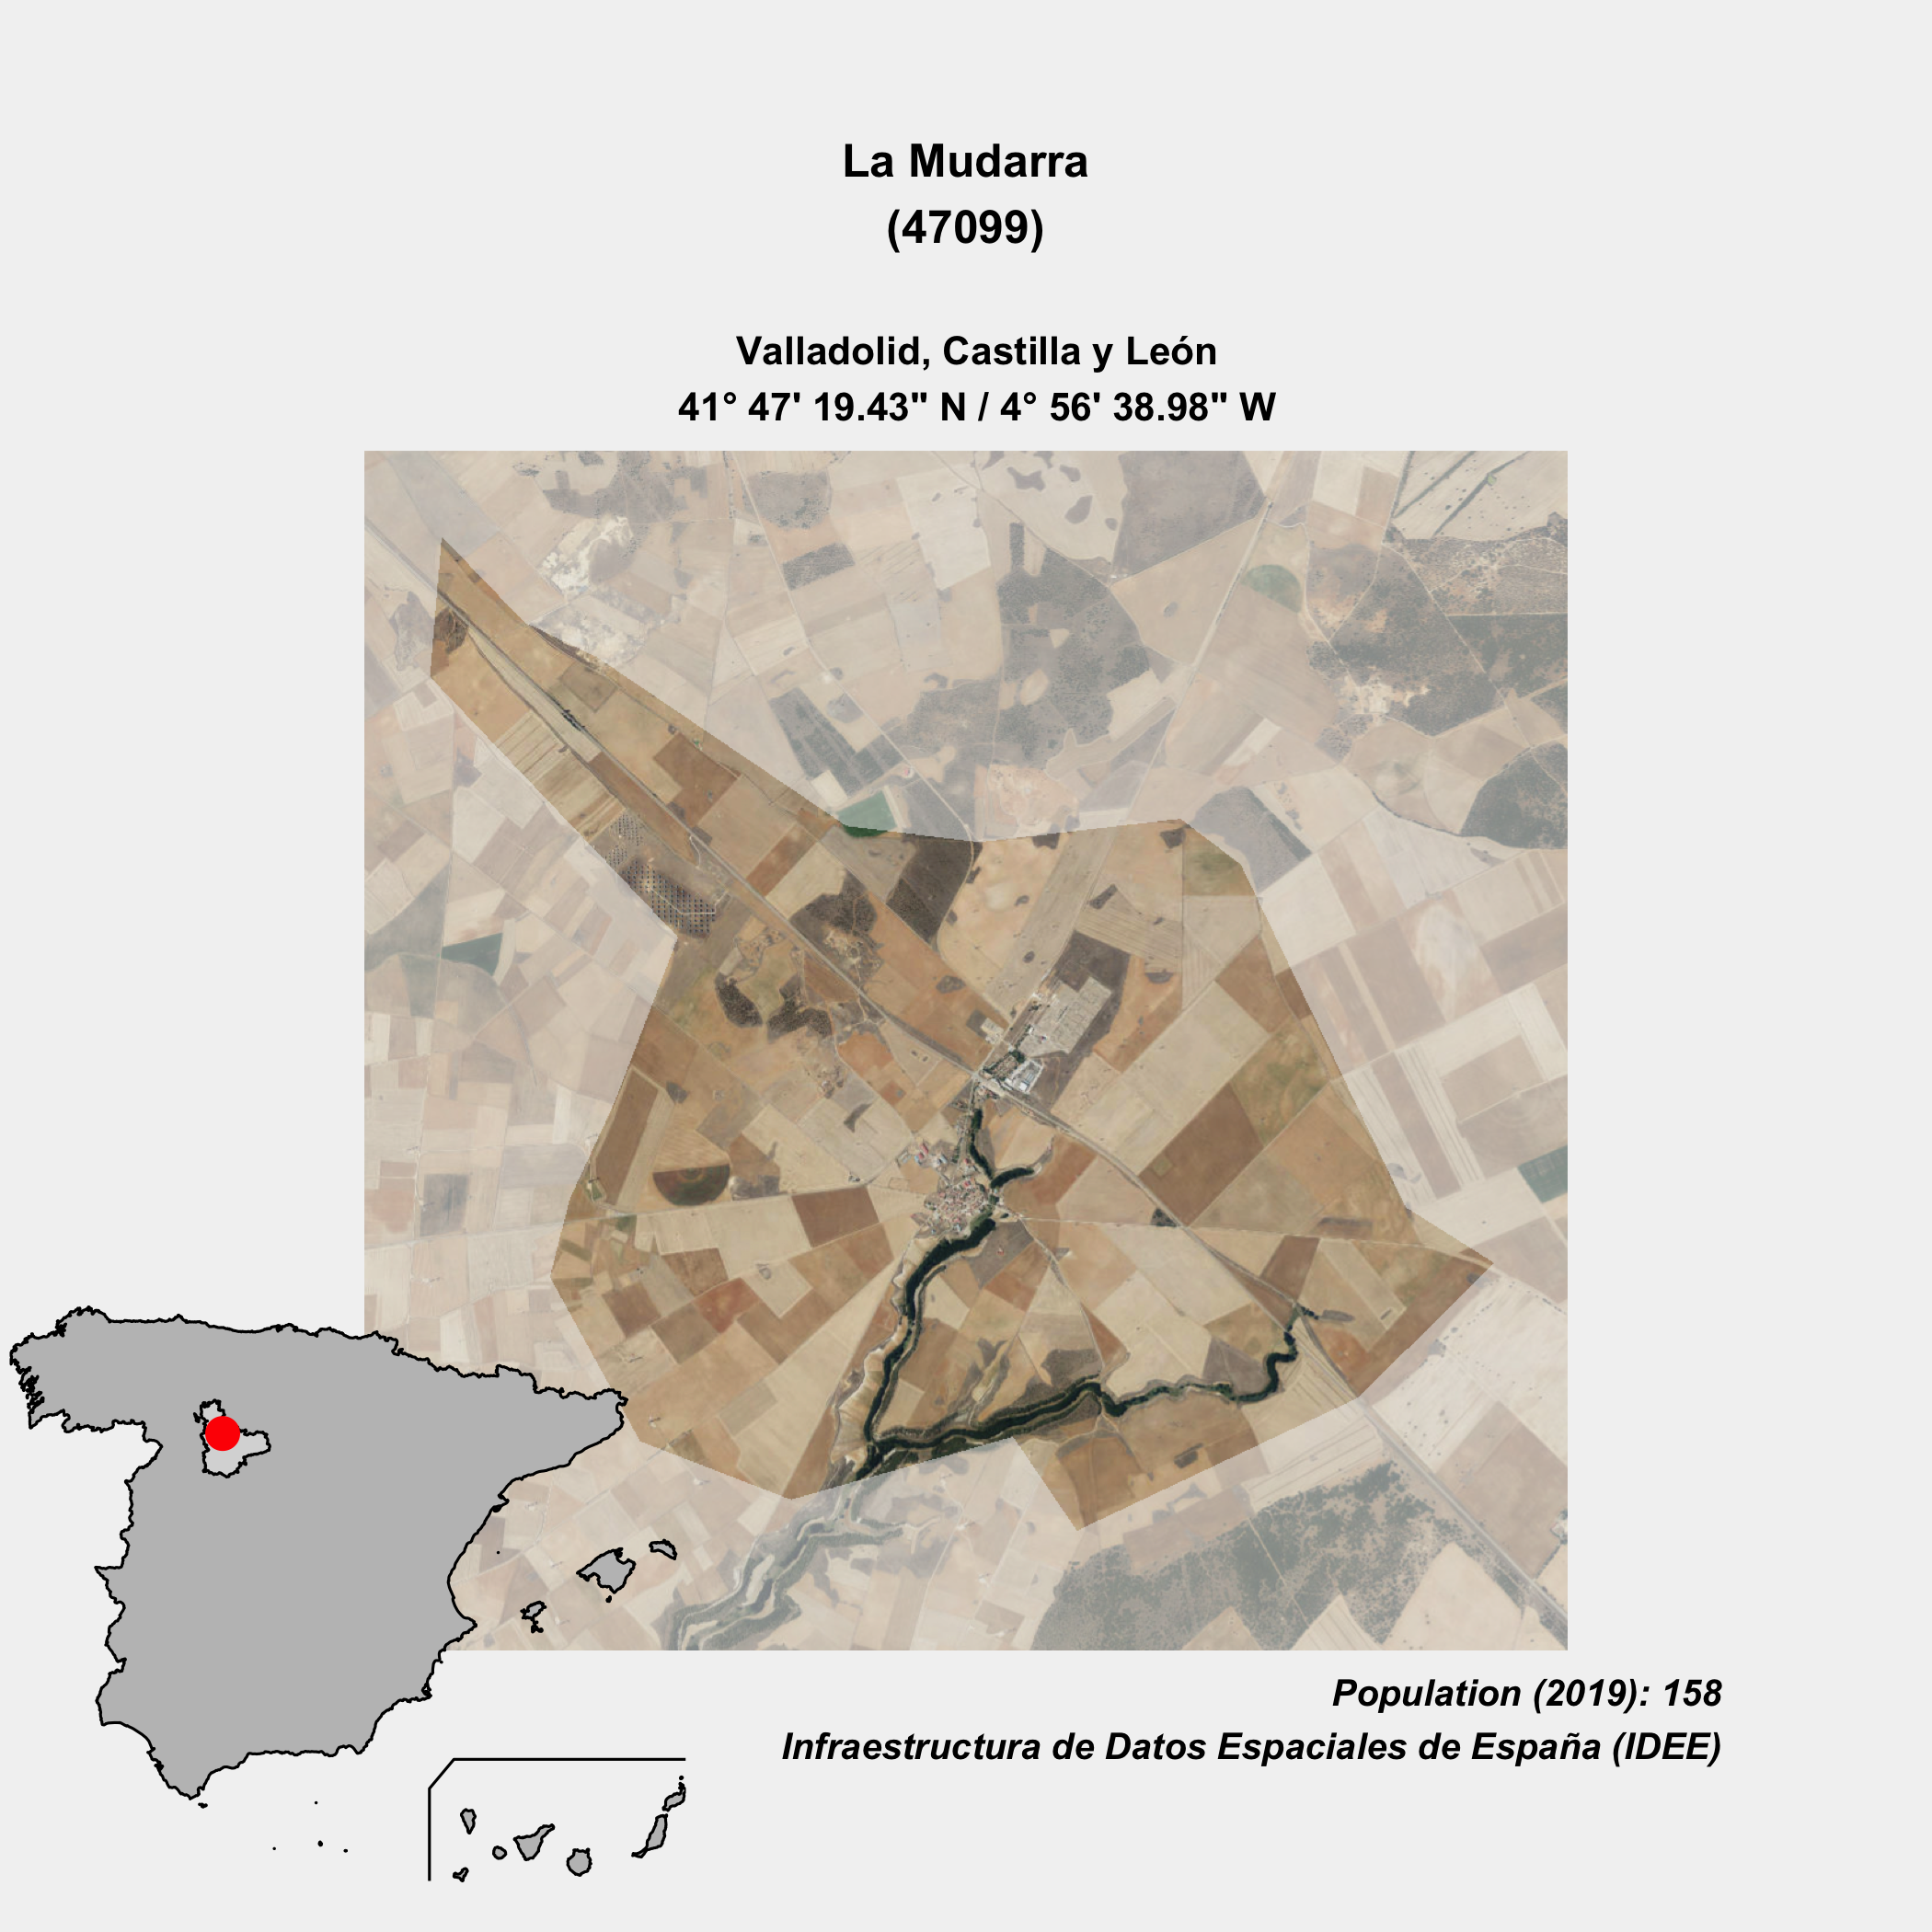 La Mudarra
(47099)
Valladolid, Castilla y León
41° 47' 19.43" N / 4° 56' 38.98" W
Population (2019): 158
Infraestructura de Datos Espaciales de España (IDEE)